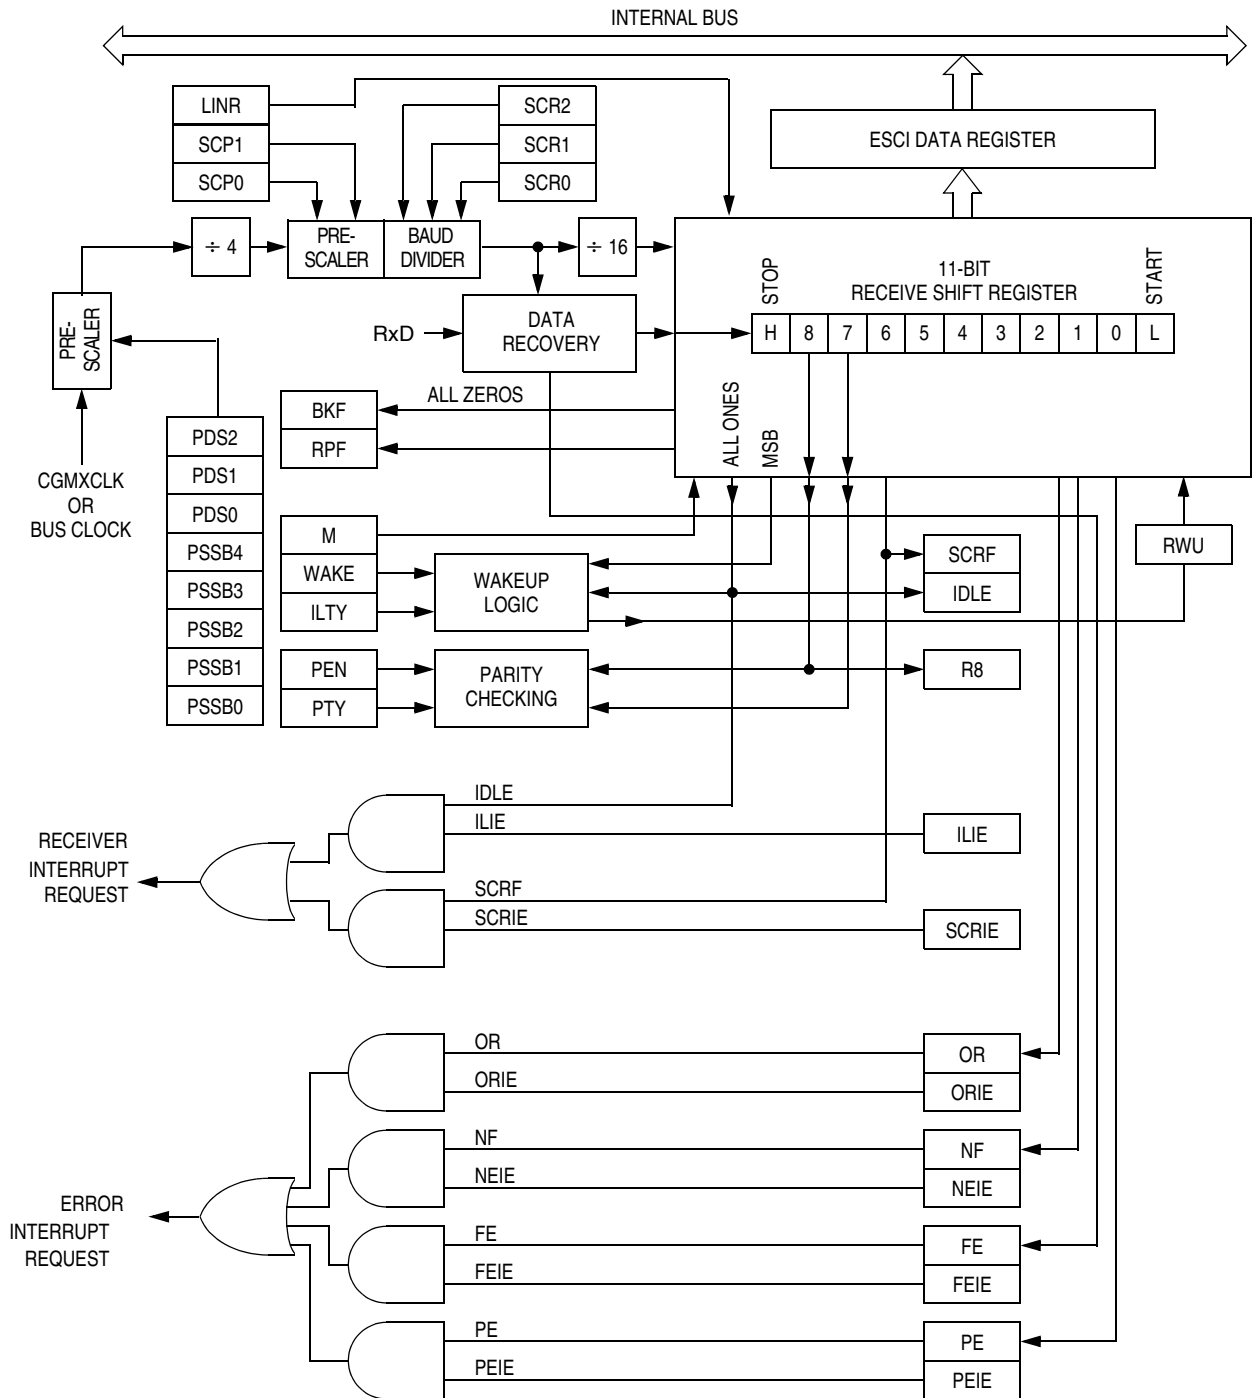 INTERNAL BUS
LINR
SCP1
SCP0
SCR2
SCR1
SCR0
ESCI DATA REGISTER
÷ 4
PRE-
SCALER
BAUD
DIVIDER
÷ 16
PRE-
SCALER
RxD
DATA
RECOVERY
STOP
11-BIT
RECEIVE SHIFT REGISTER
START
H 8 7 6 5 4 3 2 1 0 L
ALL ZEROS
BKF
RPF
ALL ONES
MSB
CGMXCLK
OR
BUS CLOCK
PDS2
PDS1
PDS0
PSSB4
PSSB3
PSSB2
PSSB1
PSSB0
M
WAKE
ILTY
WAKEUP
LOGIC
SCRF
IDLE
RWU
PEN
PTY
PARITY
CHECKING
R8
RECEIVER
INTERRUPT
REQUEST
IDLE
ILIE
ILIE
SCRF
SCRIE
SCRIE
ERROR
INTERRUPT
REQUEST
OR
OR
ORIE
ORIE
NF
NF
NEIE
NEIE
FE
FE
FEIE
FEIE
PE
PE
PEIE
PEIE